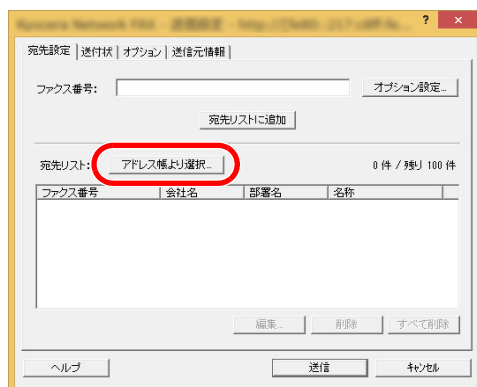 宛先設定 送付状 オプション 送信元情報
ファクス番号: オプション設定...
宛先リストに追加
宛先リスト: アドレス帳より選択... 0 件 / 残り 100 件
ファクス番号 会社名 部署名 名称
編集... 削除 すべて削除
ヘルプ 送信 キャンセル